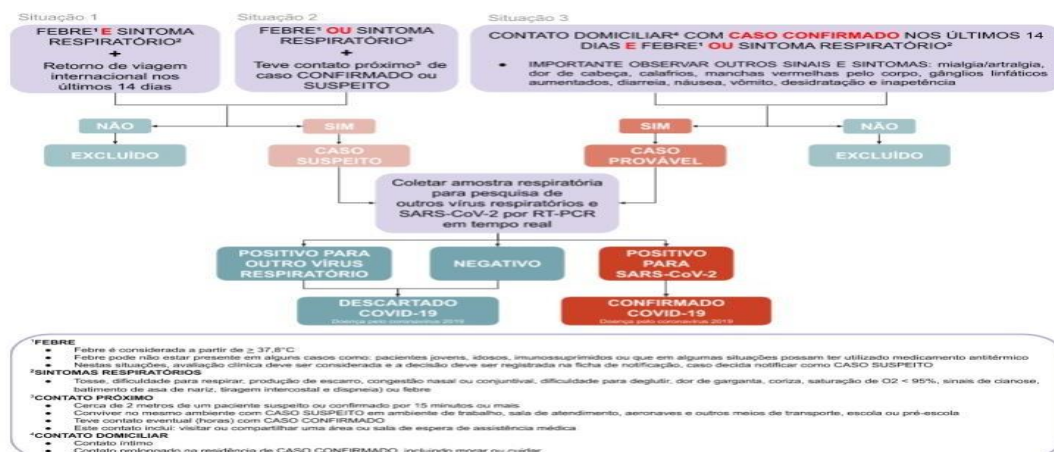 Situação 1
FEBRE¹ E SINTOMA
RESPIRATÓRIO²
+
Retorno de viagem
internacional nos
últimos 14 dias
Situação 2
FEBRE¹ OU SINTOMA
RESPIRATÓRIO²
+
Teve contato próximo³ de
caso CONFIRMADO ou
SUSPEITO
Situação 3
CONTATO DOMICILIAR⁴ COM CASO CONFIRMADO NOS ÚLTIMOS 14
DIAS E FEBRE¹ OU SINTOMA RESPIRATÓRIO²
• IMPORTANTE OBSERVAR OUTROS SINAIS E SINTOMAS: mialgia/artralgia,
dor de cabeça, calafrios, manchas vermelhas pelo corpo, gânglios linfáticos
aumentados, diarreia, náusea, vômito, desidratação e inapetência
NÃO
SIM
SIM
NÃO
EXCLUÍDO
CASO
SUSPEITO
CASO
PROVÁVEL
EXCLUÍDO
Coletar amostra respiratória
para pesquisa de
outros vírus respiratórios e
SARS-CoV-2 por RT-PCR
em tempo real
POSITIVO PARA
OUTRO VÍRUS
RESPIRATÓRIO
NEGATIVO
POSITIVO
PARA
SARS-CoV-2
DESCARTADO
COVID-19
Doença pelo coronavírus 2019
CONFIRMADO
COVID-19
Doença pelo coronavírus 2019
¹FEBRE
• Febre é considerada a partir de ≥ 37,8°C
• Febre pode não estar presente em alguns casos como: pacientes jovens, idosos, imunossuprimidos ou que em algumas situações possam ter utilizado medicamento antitérmico
• Nestas situações, avaliação clínica deve ser considerada e a decisão deve ser registrada na ficha de notificação, caso decida notificar como CASO SUSPEITO
²SINTOMAS RESPIRATÓRIOS
• Tosse, dificuldade para respirar, produção de escarro, congestão nasal ou conjuntival, dificuldade para deglutir, dor de garganta, coriza, saturação de O2 < 95%, sinais de cianose,
batimento de asa de nariz, tiragem intercostal e dispneia) ou febre
³CONTATO PRÓXIMO
• Cerca de 2 metros de um paciente suspeito ou confirmado por 15 minutos ou mais
• Conviver no mesmo ambiente com CASO SUSPEITO em ambiente de trabalho, sala de atendimento, aeronaves e outros meios de transporte, escola ou pré-escola
• Teve contato eventual (horas) com CASO CONFIRMADO
• Este contato inclui: visitar ou compartilhar uma área ou sala de espera de assistência médica
⁴CONTATO DOMICILIAR
• Contato íntimo
• Contato prolongado na residência de CASO CONFIRMADO, incluindo morar ou cuidar